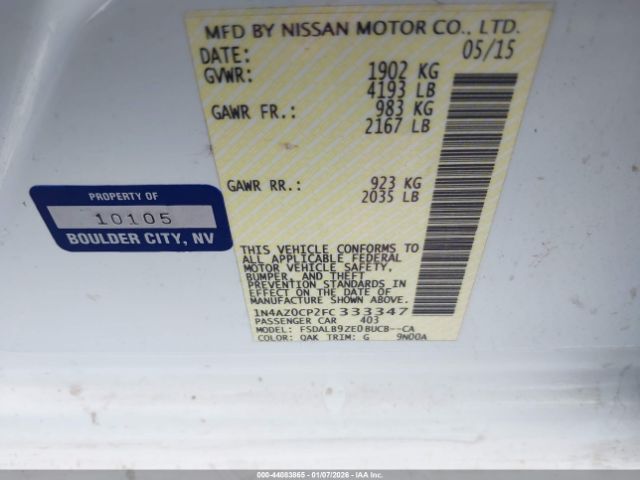 MFD BY NISSAN MOTOR CO., LTD.
DATE: 05/15
GVWR: 1902 KG
4193 LB
GAWR FR.: 983 KG
2167 LB
GAWR RR.: 923 KG
2035 LB
PROPERTY OF
10105
BOULDER CITY, NV
THIS VEHICLE CONFORMS TO
ALL APPLICABLE FEDERAL
MOTOR VEHICLE SAFETY,
BUMPER, AND THEFT
PREVENTION STANDARDS IN EFFECT
ON THE DATE OF
MANUFACTURE SHOWN ABOVE.
1N4AZ0CP2FC333347
PASSENGER CAR 403
MODEL: FSDALB9ZE0BUCB--CA
COLOR: QAK TRIM: G 9N00A
©N-44083865 - 01/07/2026 - IAA Inc.